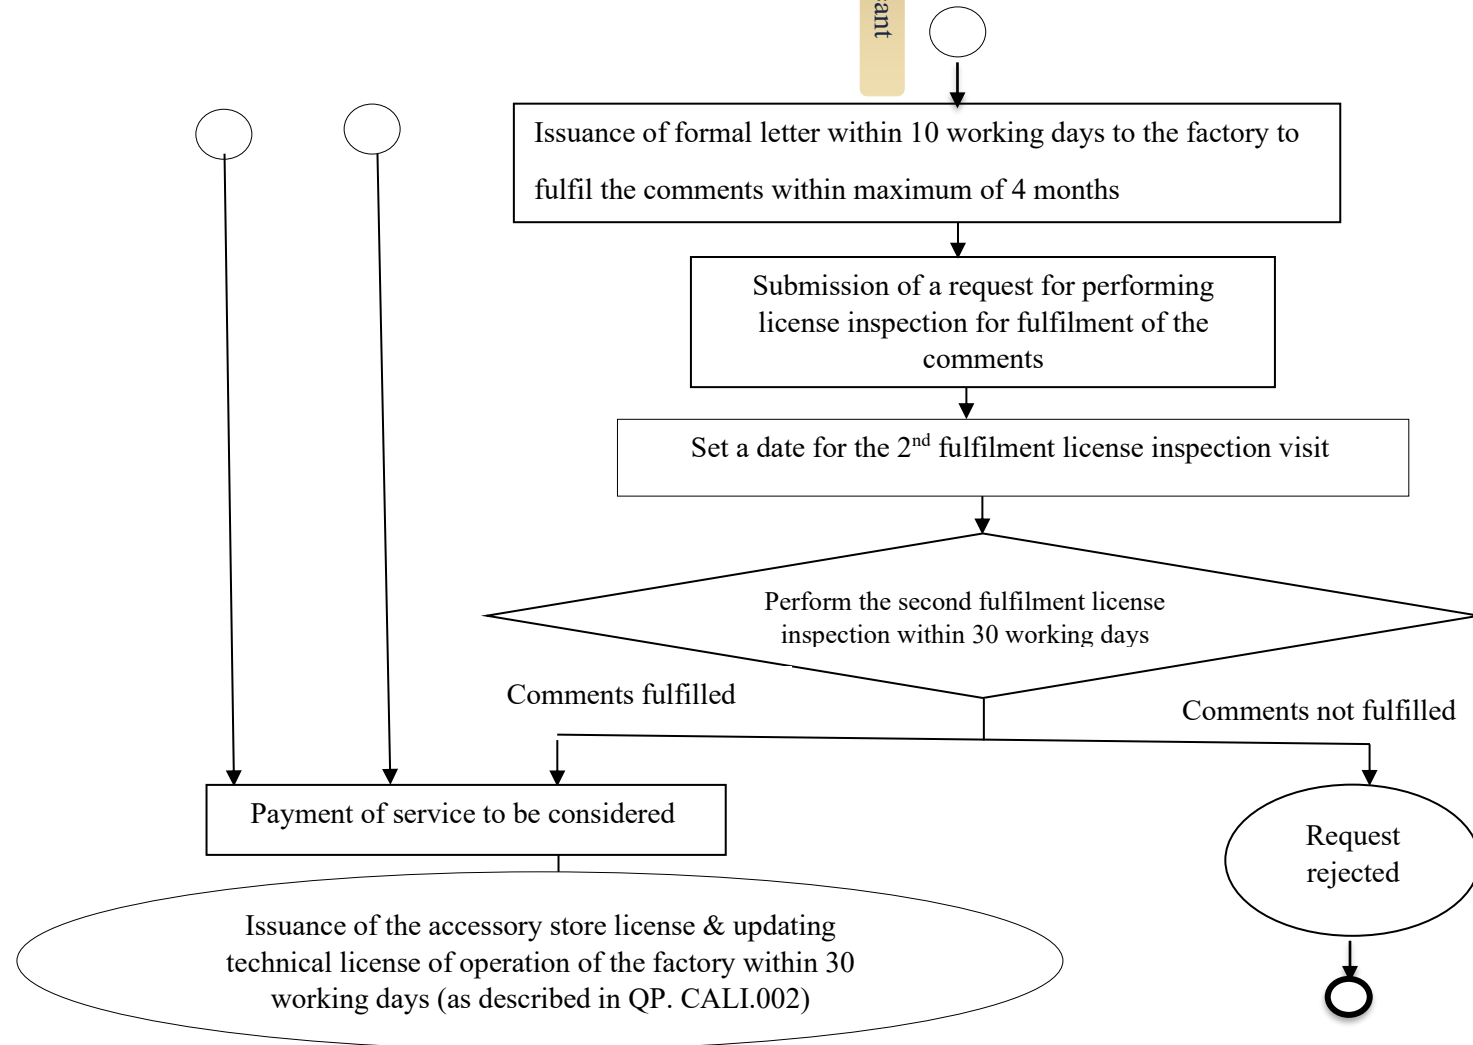 Issuance of formal letter within 10 working days to the factory to
fulfil the comments within maximum of 4 months
Submission of a request for performing
license inspection for fulfilment of the
comments
Set a date for the 2nd fulfilment license inspection visit
Perform the second fulfilment license
inspection within 30 working days
Comments fulfilled
Comments not fulfilled
Payment of service to be considered
Request
rejected
Issuance of the accessory store license & updating
technical license of operation of the factory within 30
working days (as described in QP. CALI.002)